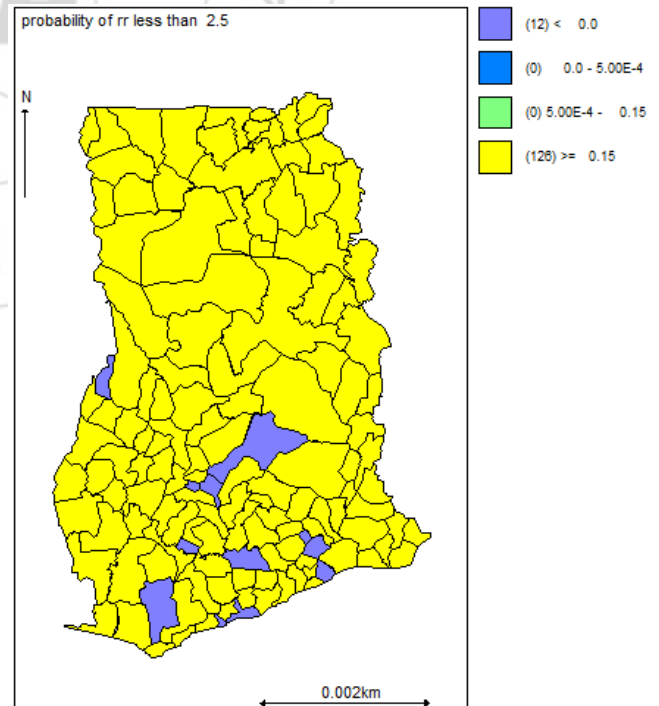 probability of rr less than 2.5
N
0.002km
(12) < 0.0
(0) 0.0 - 5.00E-4
(0) 5.00E-4 - 0.15
(126) >= 0.15